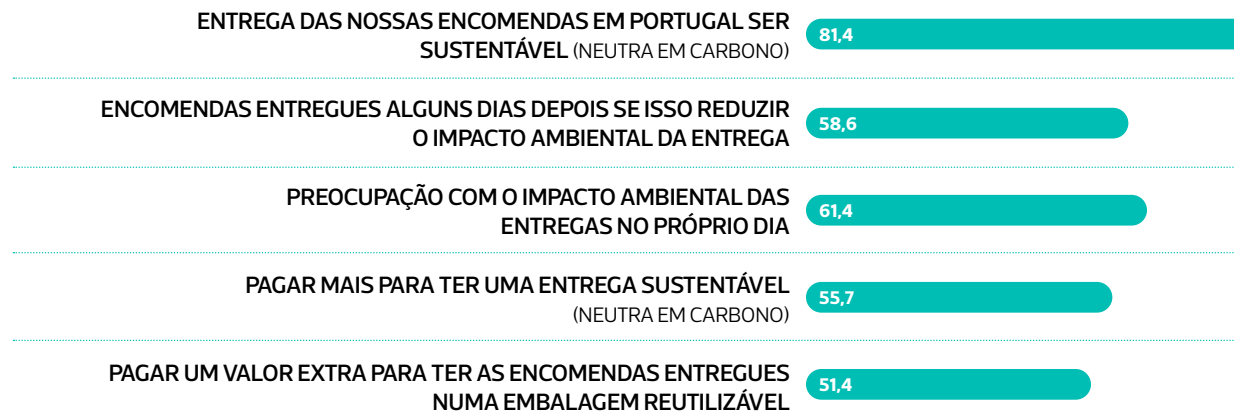 ENTREGA DAS NOSSAS ENCOMENDAS EM PORTUGAL SER
SUSTENTÁVEL (NEUTRA EM CARBONO)
81,4
ENCOMENDAS ENTREGUES ALGUNS DIAS DEPOIS SE ISSO REDUZIR
O IMPACTO AMBIENTAL DA ENTREGA
58,6
PREOCUPAÇÃO COM O IMPACTO AMBIENTAL DAS
ENTREGAS NO PRÓPRIO DIA
61,4
PAGAR MAIS PARA TER UMA ENTREGA SUSTENTÁVEL
(NEUTRA EM CARBONO)
55,7
PAGAR UM VALOR EXTRA PARA TER AS ENCOMENDAS ENTREGUES
NUMA EMBALAGEM REUTILIZÁVEL
51,4